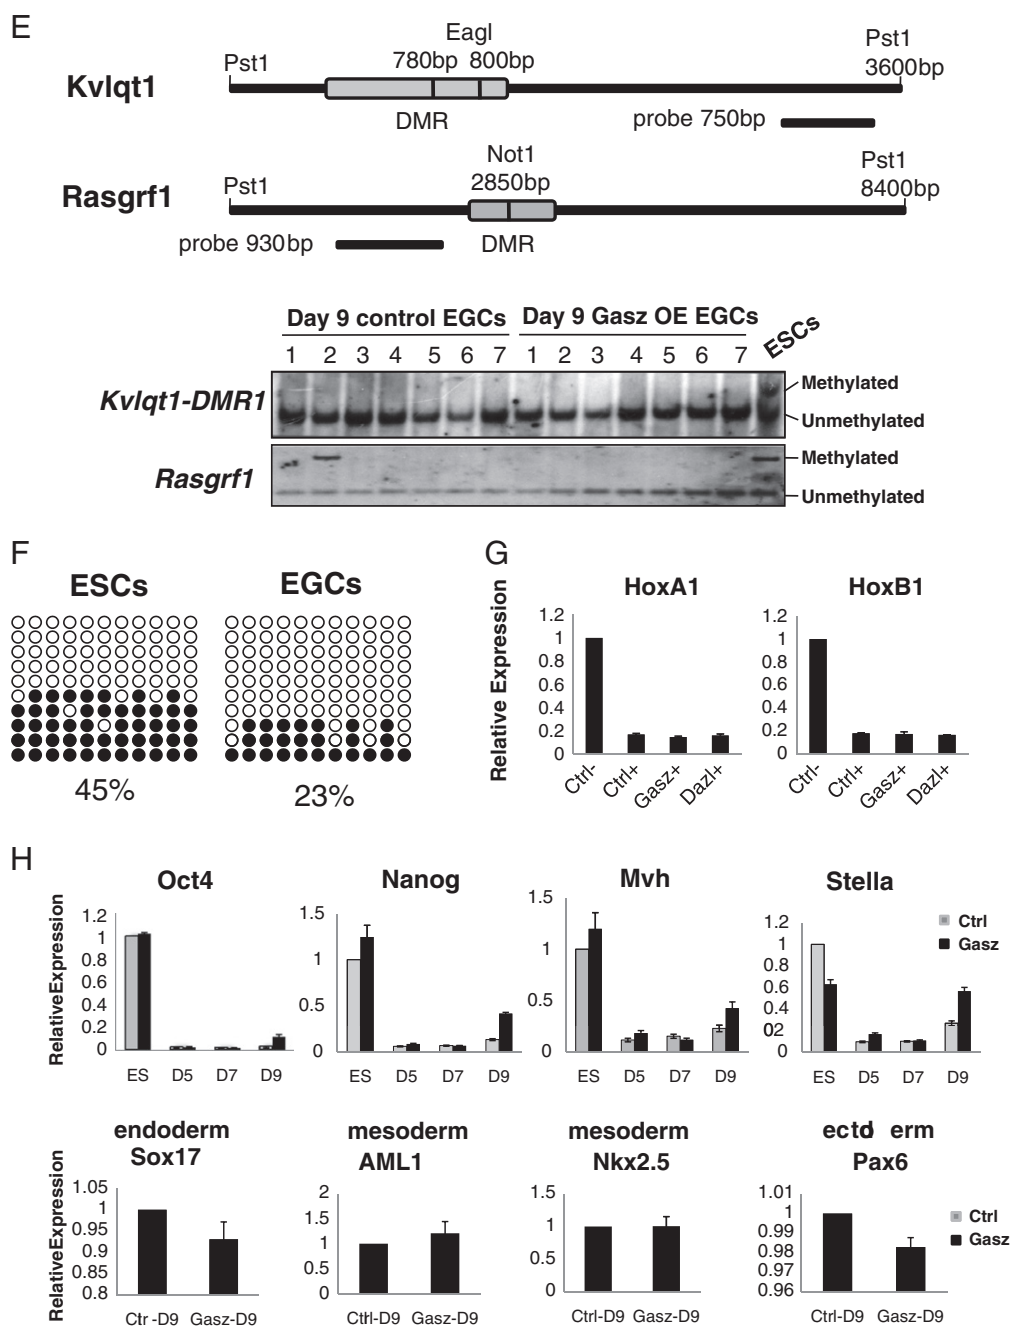 E
EagI
780bp 800bp
Pst1
Pst1
3600bp
Kvlqt1
DMR
probe 750bp
Not1
2850bp
Pst1
Pst1
8400bp
Rasgrf1
probe 930bp
DMR
Day 9 control EGCs
Day 9 Gasz OE EGCs
ESCs
1 2 3 4 5 6 7 1 2 3 4 5 6 7
Kvlqt1-DMR1
Methylated
Unmethylated
Rasgrf1
Methylated
Unmethylated
F
ESCs
EGCs
45%
23%
G
HoxA1
HoxB1
Relative Expression
1.2
1
0.8
0.6
0.4
0.2
0
Ctrl-
Ctrl+
Gasz+
Dazl+
1.2
1
0.8
0.6
0.4
0.2
0
Ctrl-
Ctrl+
Gasz+
Dazl+
H
Oct4
Nanog
Mvh
Stella
RelativeExpression
1.2
1
0.8
0.6
0.4
0.2
0
ES D5 D7 D9
1.5
1
0.5
0
ES D5 D7 D9
1.5
1
0.5
0
ES D5 D7 D9
1.2
1
0.8
0.6
0.4
02
0
ES D5 D7 D9
Ctrl
Gasz
endoderm
Sox17
mesoderm
AML1
mesoderm
Nkx2.5
ectod erm
Pax6
RelativeExpression
1.05
1
0.95
0.9
0.85
0.8
Ctr -D9 Gasz-D9
2
1.5
1
0.5
0
Ctrl-D9 Gasz-D9
1.5
1
0.5
0
Ctrl-D9 Gasz-D9
1.01
1
0.99
0.98
0.97
0.96
Ctrl-D9 Gasz-D9
Ctrl
Gasz